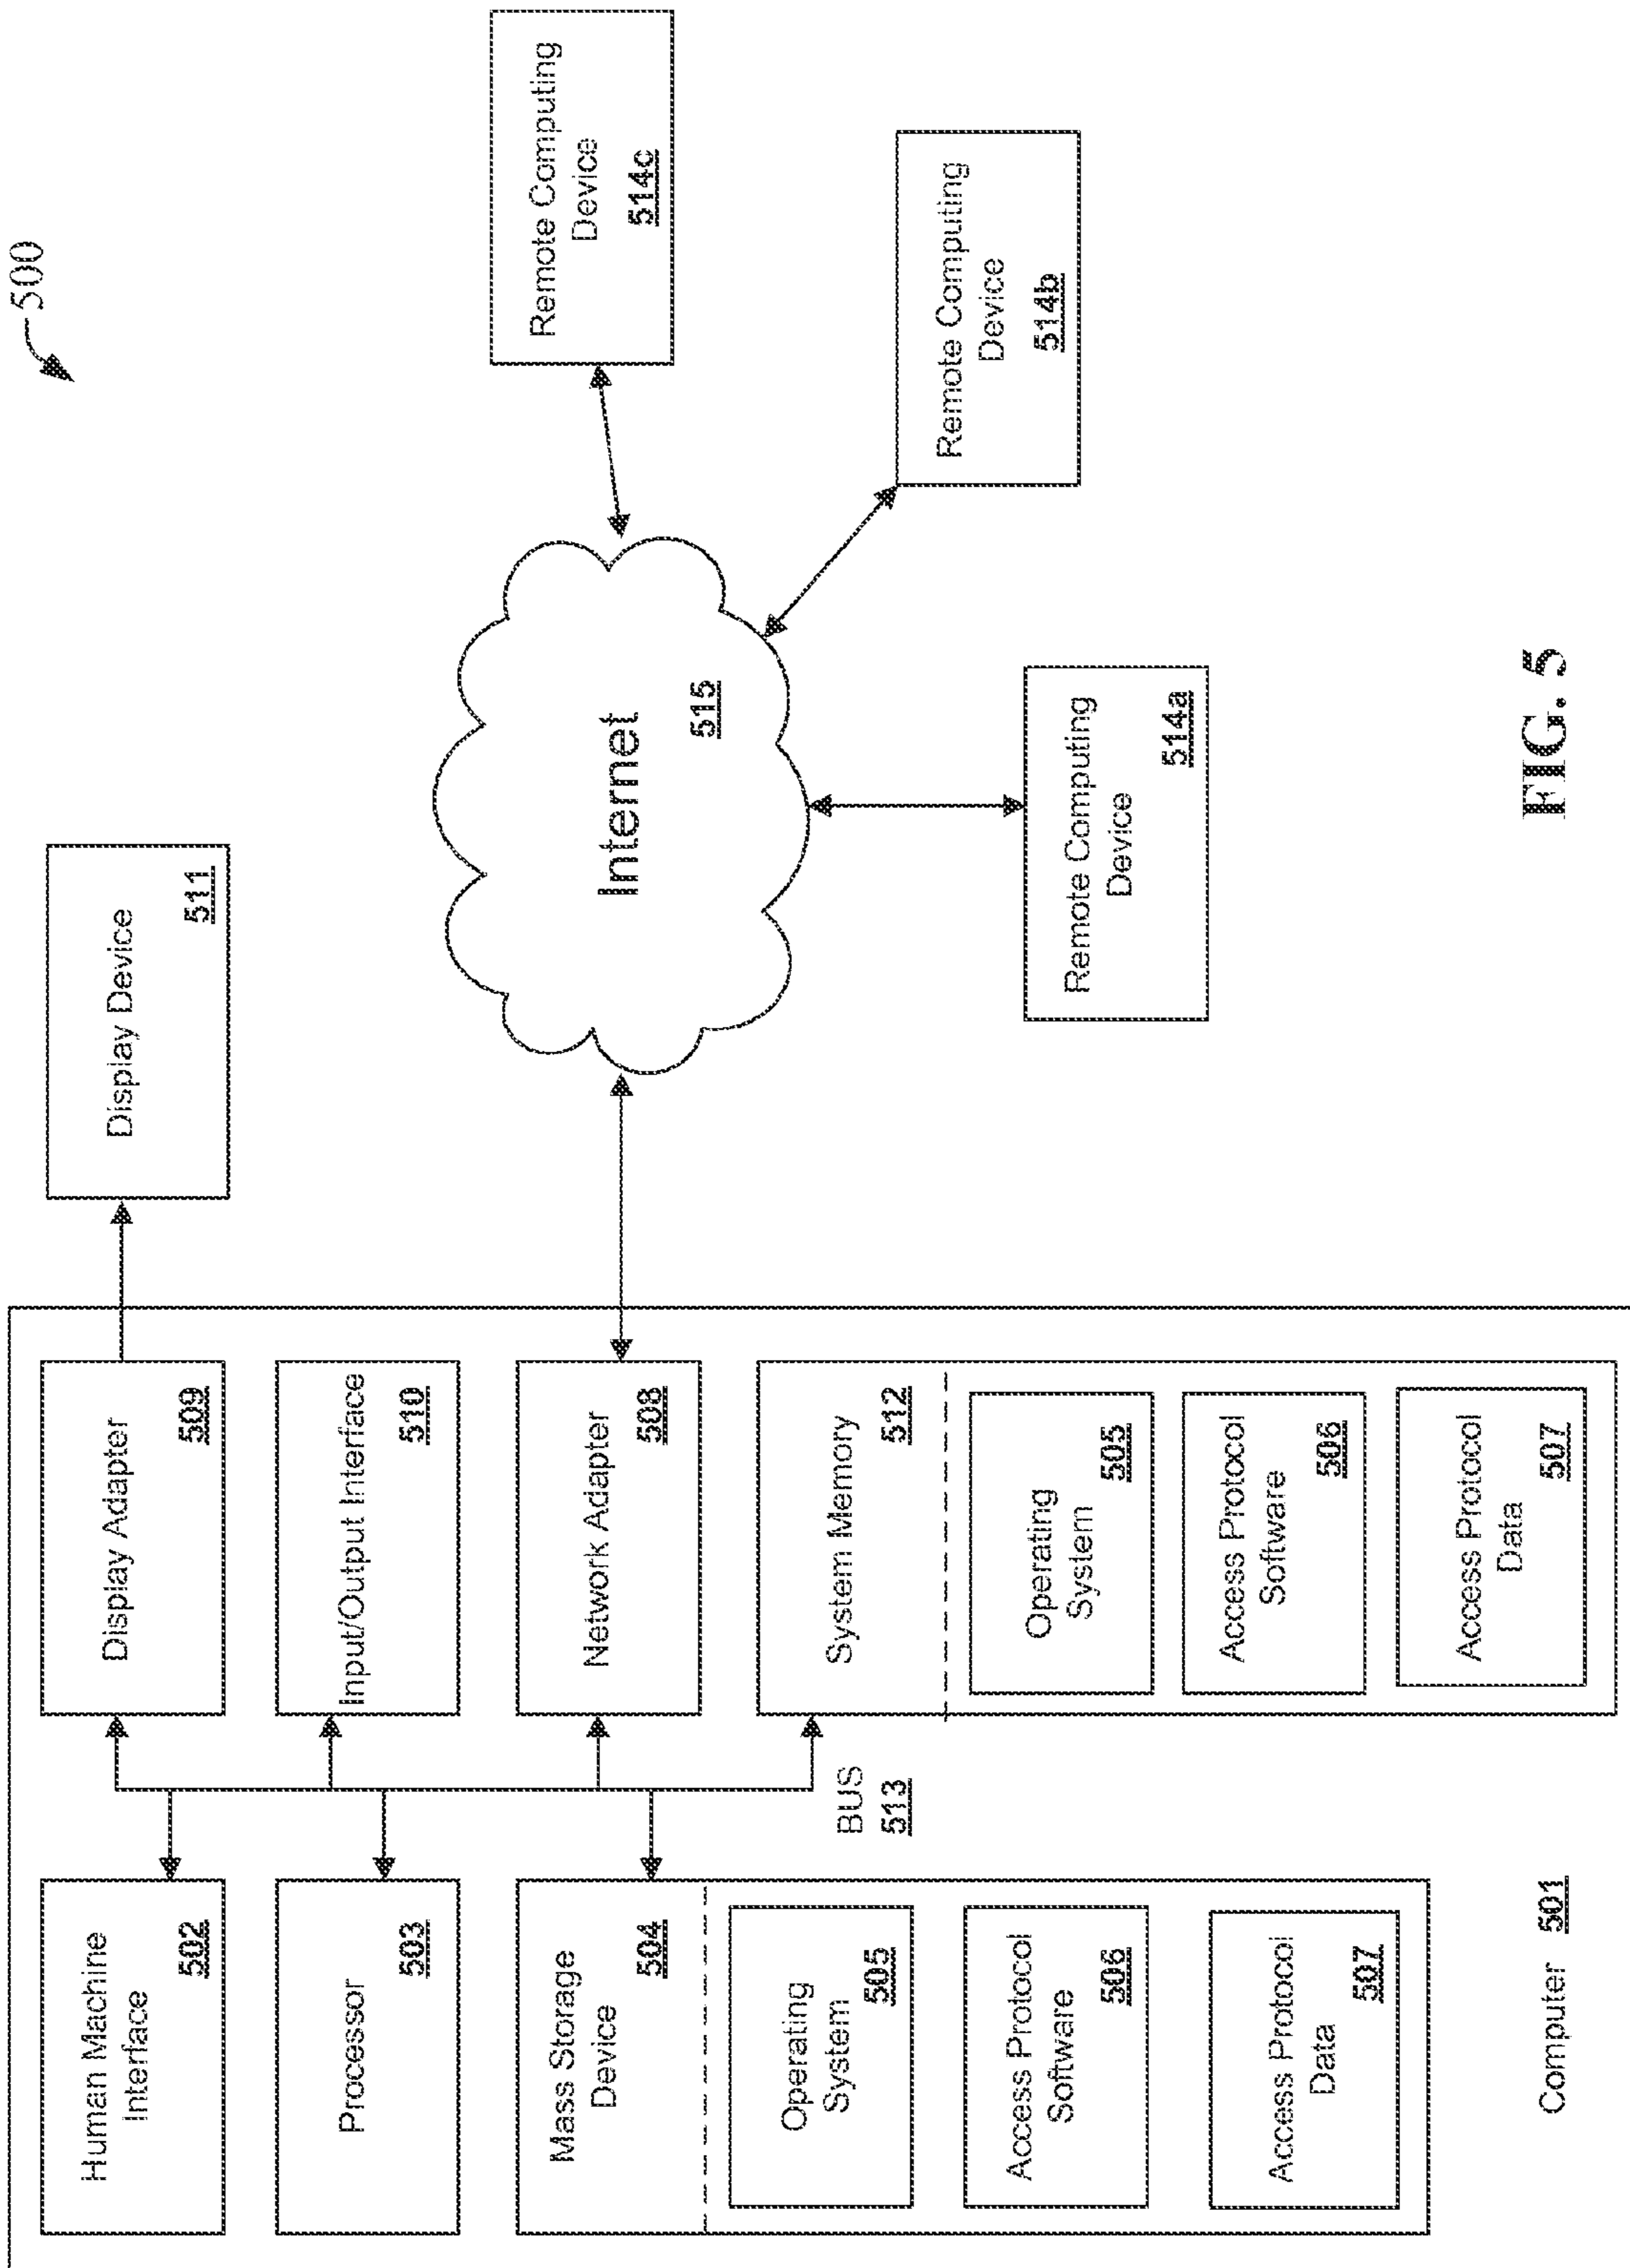 500
Human Machine
Interface
502
Processor
503
Mass Storage
Device
504
Operating
System
505
Access Protocol
Software
506
Access Protocol
Data
507
Display Adapter
509
Input/Output Interface
510
Network Adapter
508
System Memory
512
Operating
System
505
Access Protocol
Software
506
Access Protocol
Data
507
BUS
513
Computer 501
Display Device
511
Internet
515
Remote Computing
Device
514a
Remote Computing
Device
514b
Remote Computing
Device
514c
FIG. 5